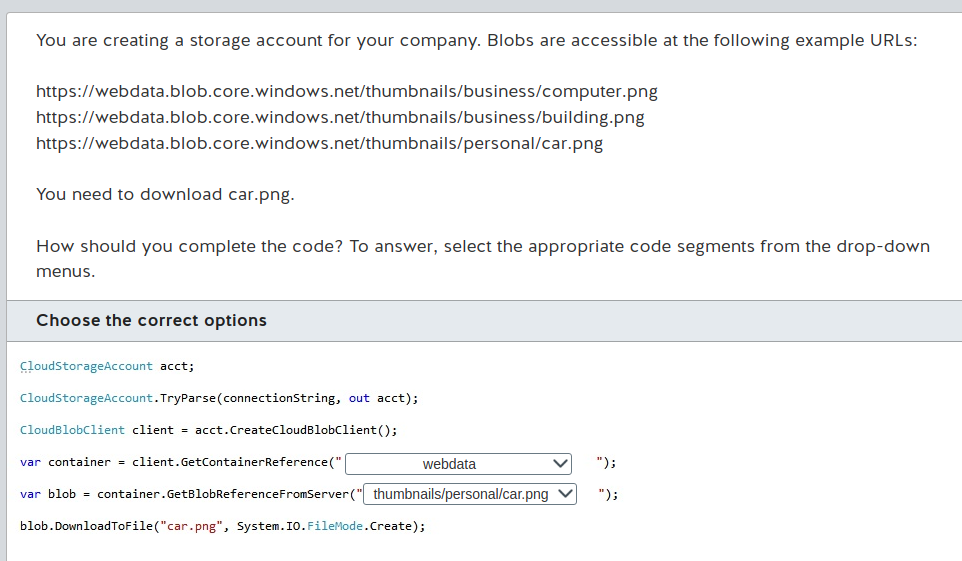 You are creating a storage account for your company. Blobs are accessible at the following example URLs:
https://webdata.blob.core.windows.net/thumbnails/business/computer.png
https://webdata.blob.core.windows.net/thumbnails/business/building.png
https://webdata.blob.core.windows.net/thumbnails/personal/car.png
You need to download car.png.
How should you complete the code? To answer, select the appropriate code segments from the drop-down
menus.
Choose the correct options
CloudStorageAccount acct;
CloudStorageAccount.TryParse(connectionString, out acct);
CloudBlobClient client = acct.CreateCloudBlobClient();
var container = client.GetContainerReference(" webdata ");
var blob = container.GetBlobReferenceFromServer(" thumbnails/personal/car.png ");
blob.DownloadToFile("car.png", System.IO.FileMode.Create);